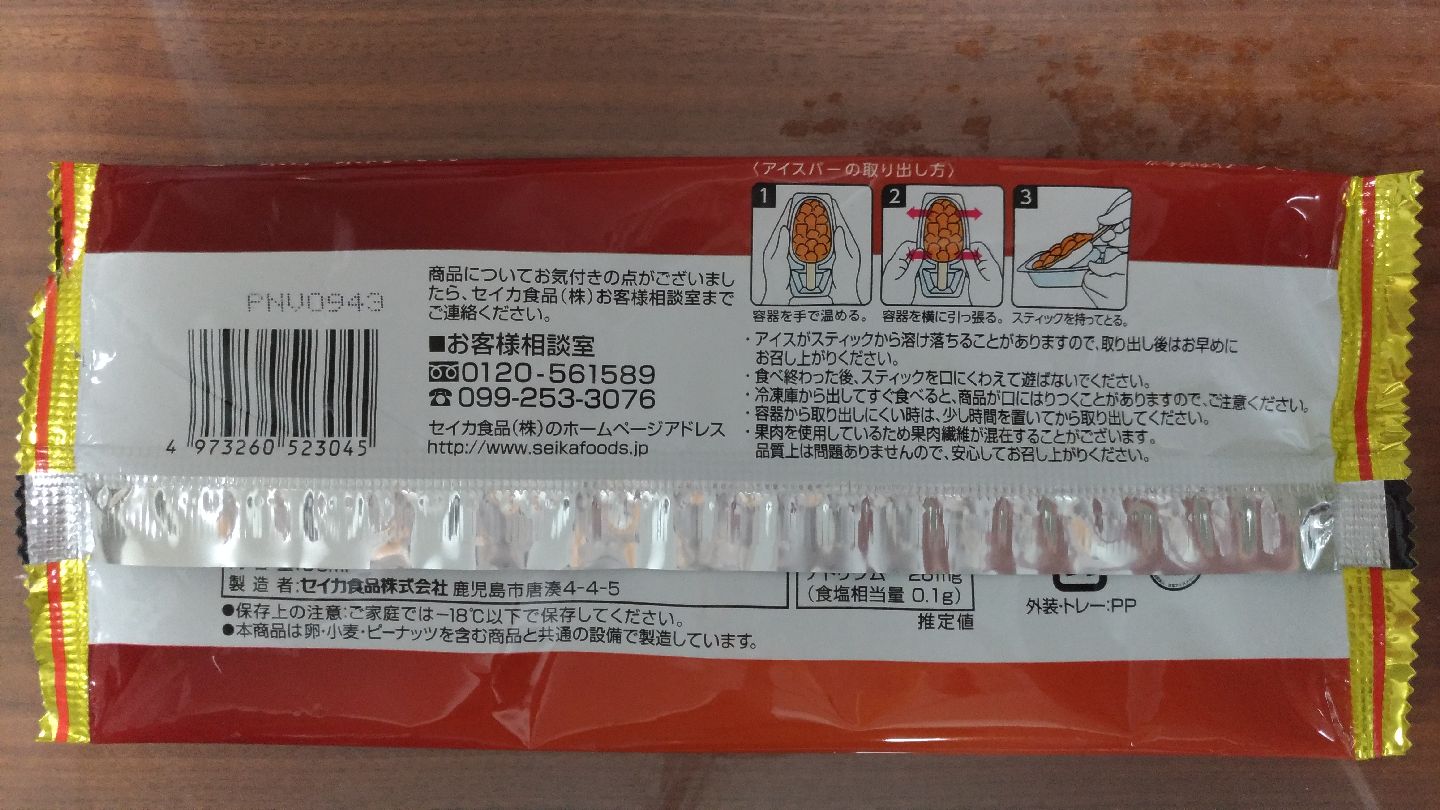 〈アイスバーの取り出し方〉
1
2
3
容器を手で温める。
容器を横に引っ張る。
スティックを持ってとる。
PNV0943
4 973260 523045
商品についてお気付きの点がございまし
たら、セイカ食品(株)お客様相談室まで
ご連絡ください。
■お客様相談室
0120-561589
☎099-253-3076
セイカ食品(株)のホームページアドレス
http://www.seikafoods.jp
・アイスがスティックから溶け落ちることがありますので、取り出し後はお早めに
お召し上がりください。
・食べ終わった後、スティックを口にくわえて遊ばないでください。
・冷凍庫から出してすぐ食べると、商品が口にはりつくことがありますので、ご注意ください。
・容器から取り出しにくい時は、少し時間を置いてから取り出してください。
・果肉を使用しているため果肉繊維が混在することがございます。
品質上は問題ありませんので、安心してお召し上がりください。
製造者:セイカ食品株式会社 鹿児島市唐湊4-4-5
●保存上の注意:ご家庭では-18℃以下で保存してください。
●本商品は卵・小麦・ピーナッツを含む商品と共通の設備で製造しています。
ナトリウム 26mg
(食塩相当量 0.1g)
推定値
外装・トレー:PP